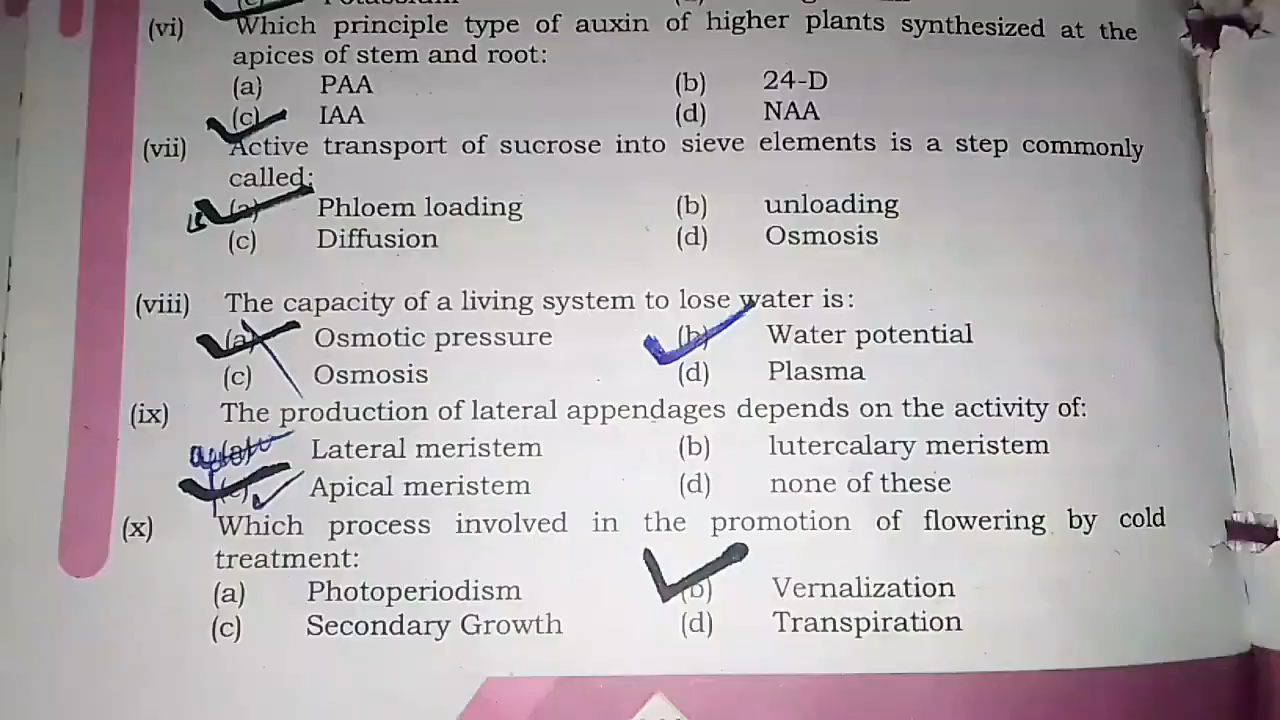 (vi) Which principle type of auxin of higher plants synthesized at the
apices of stem and root:
(a) PAA (b) 24-D
(c) IAA (d) NAA
(vii) Active transport of sucrose into sieve elements is a step commonly
called:
(a) Phloem loading (b) unloading
(c) Diffusion (d) Osmosis
(viii) The capacity of a living system to lose water is:
(a) Osmotic pressure (b) Water potential
(c) Osmosis (d) Plasma
(ix) The production of lateral appendages depends on the activity of:
Lateral meristem (b) lutercalary meristem
(c) Apical meristem (d) none of these
(x) Which process involved in the promotion of flowering by cold
treatment:
(a) Photoperiodism (b) Vernalization
(c) Secondary Growth (d) Transpiration